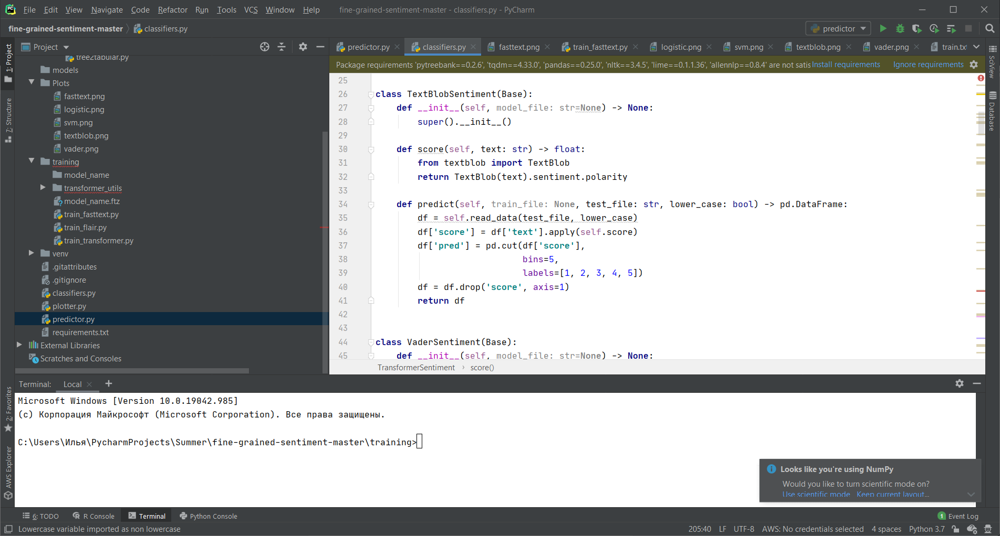 File Edit View Navigate Code Refactor Run Tools VCS Window Help fine-grained-sentiment-master - classifiers.py - PyCharm
fine-grained-sentiment-master classifiers.py predictor
1: Project
7: Structure
2: Favorites
AWS Explorer
Project
tree2tabular.py
models
Plots
fasttext.png
logistic.png
svm.png
textblob.png
vader.png
training
model_name
transformer_utils
model_name.ftz
train_fasttext.py
train_flair.py
train_transformer.py
venv
.gitattributes
.gitignore
classifiers.py
plotter.py
predictor.py
requirements.txt
External Libraries
Scratches and Consoles
predictor.py classifiers.py fasttext.png train_fasttext.py logistic.png svm.png textblob.png vader.png train.txt
Package requirements 'pytreebank==0.2.6', 'tqdm==4.33.0', 'pandas==0.25.0', 'nltk==3.4.5', 'lime==0.1.1.36', 'allennlp==0.8.4' are not satis Install requirements Ignore requirements
25
26 class TextBlobSentiment(Base):
27 def __init__(self, model_file: str=None) -> None:
28 super().__init__()
29
30 def score(self, text: str) -> float:
31 from textblob import TextBlob
32 return TextBlob(text).sentiment.polarity
33
34 def predict(self, train_file: None, test_file: str, lower_case: bool) -> pd.DataFrame:
35 df = self.read_data(test_file, lower_case)
36 df['score'] = df['text'].apply(self.score)
37 df['pred'] = pd.cut(df['score'],
38 bins=5,
39 labels=[1, 2, 3, 4, 5])
40 df = df.drop('score', axis=1)
41 return df
42
43
44 class VaderSentiment(Base):
45 def __init__(self, model_file: str=None) -> None:
TransformerSentiment › score()
SciView
Database
Terminal: Local +
Microsoft Windows [Version 10.0.19042.985]
(c) Корпорация Майкрософт (Microsoft Corporation). Все права защищены.
C:\Users\Илья\PycharmProjects\Summer\fine-grained-sentiment-master\training>
Looks like you're using NumPy
Would you like to turn scientific mode on?
Use scientific mode Keep current layout...
6: TODO R Console Terminal Python Console 1 Event Log
Lowercase variable imported as non lowercase 205:40 LF UTF-8 AWS: No credentials selected 4 spaces Python 3.7